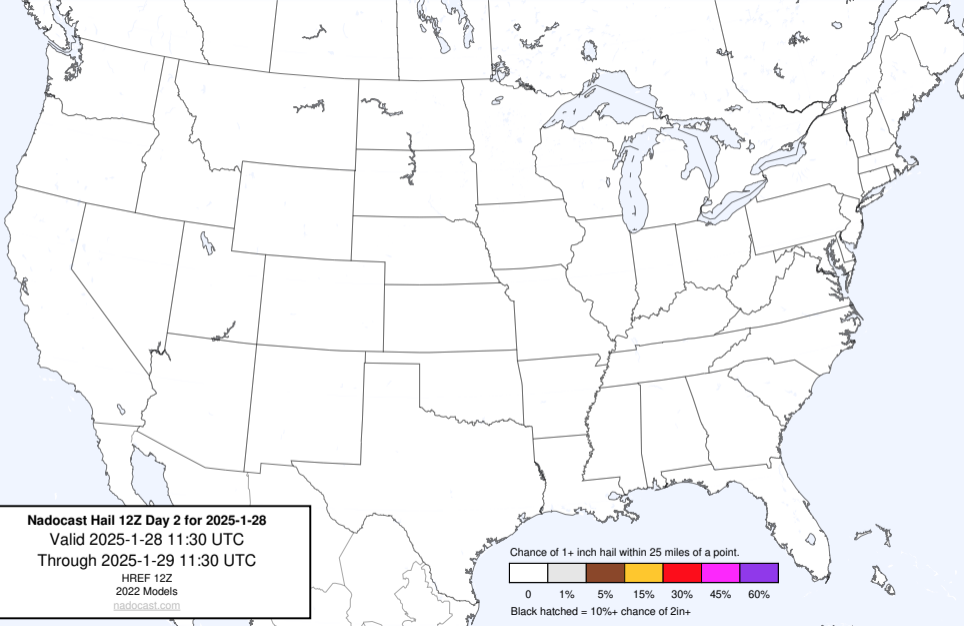 Nadocast Hail 12Z Day 2 for 2025-1-28
Valid 2025-1-28 11:30 UTC
Through 2025-1-29 11:30 UTC
HREF 12Z
2022 Models
nadocast.com
Chance of 1+ inch hail within 25 miles of a point.
0 1% 5% 15% 30% 45% 60%
Black hatched = 10%+ chance of 2in+